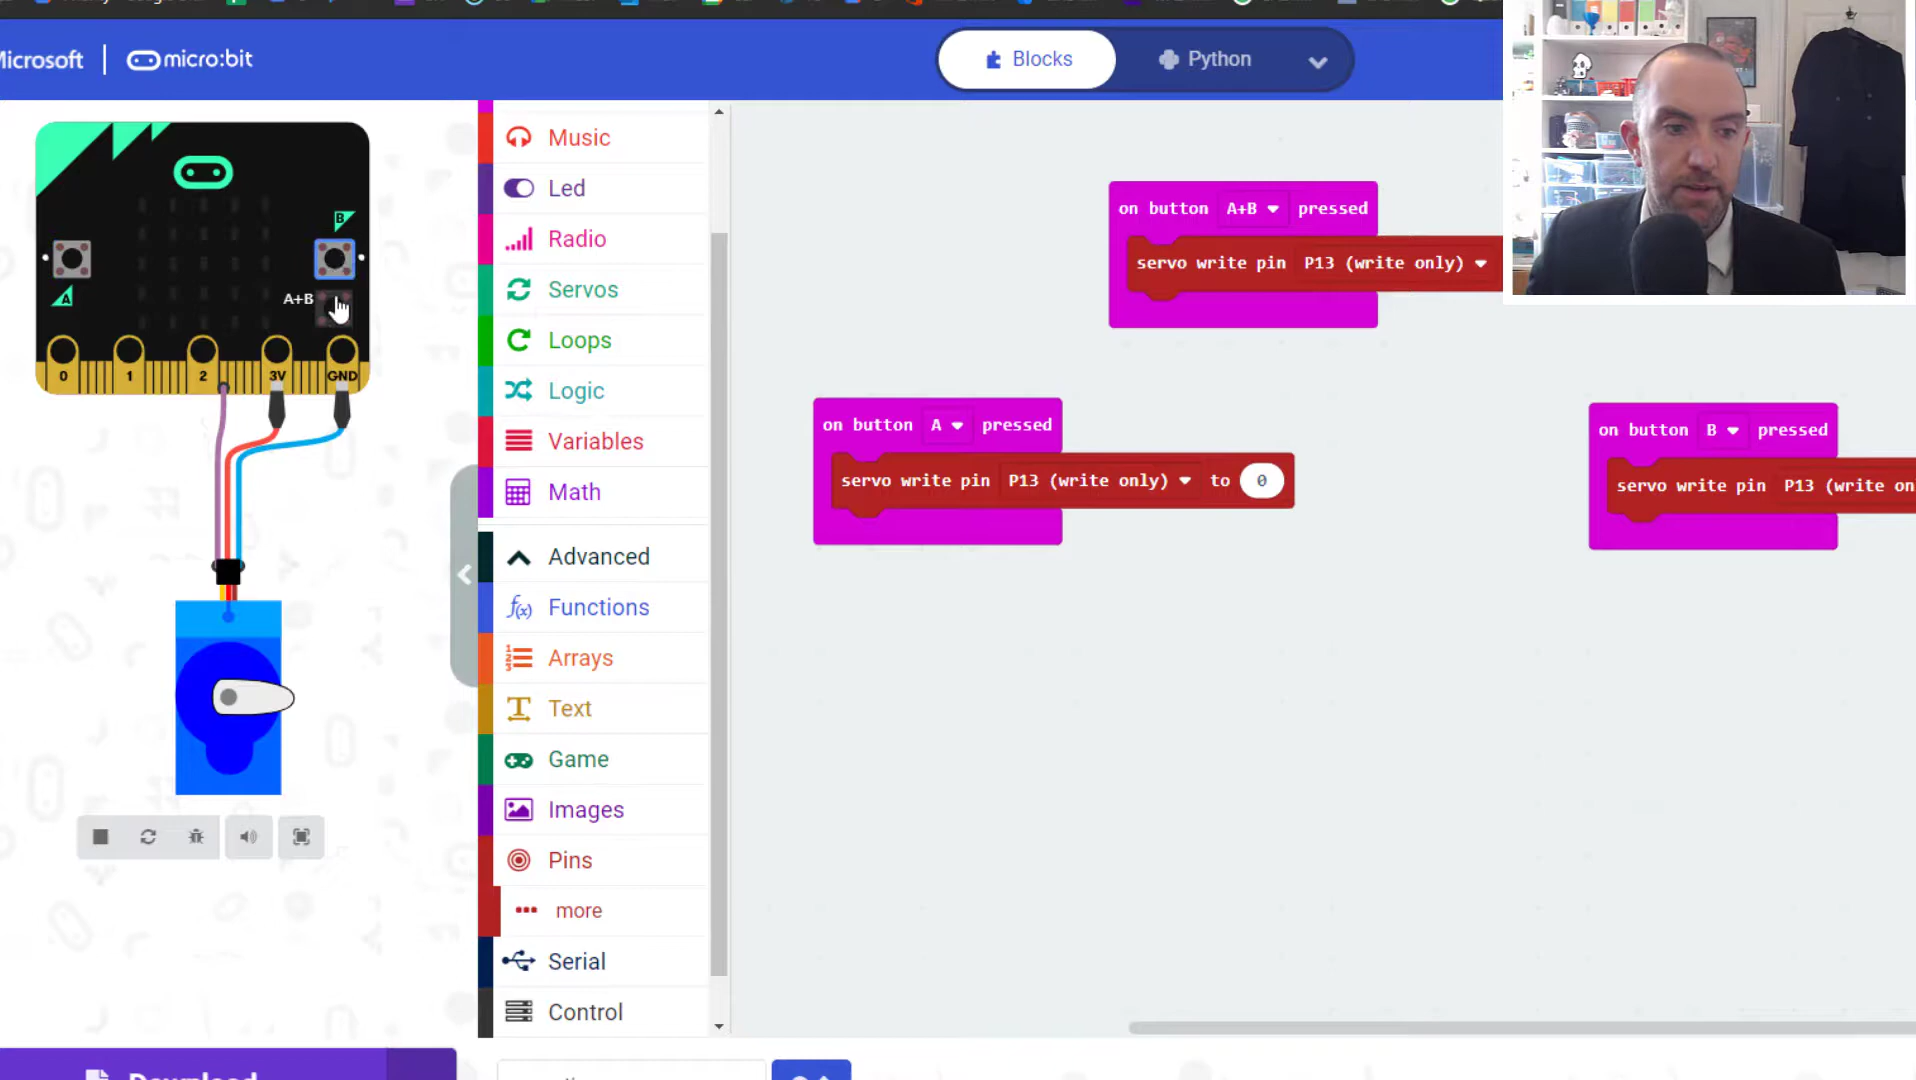 Microsoft
micro:bit
Blocks
Python
B
A
A+B
0
1
2
3V
GND
Music
Led
Radio
Servos
Loops
Logic
Variables
Math
Advanced
f(x) Functions
Arrays
Text
Game
Images
Pins
more
Serial
Control
on button A+B pressed
servo write pin P13 (write only)
on button A pressed
servo write pin P13 (write only) to 0
on button B pressed
servo write pin P13 (write on
Download